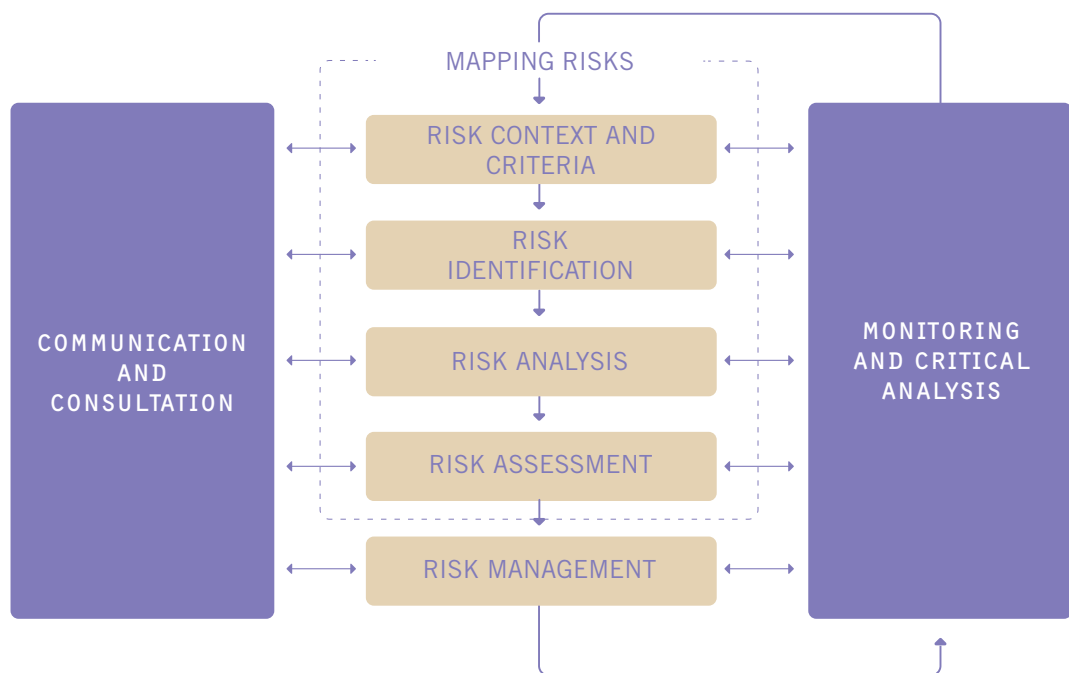 MAPPING RISKS
RISK CONTEXT AND
CRITERIA
RISK
IDENTIFICATION
RISK ANALYSIS
RISK ASSESSMENT
RISK MANAGEMENT
COMMUNICATION
AND
CONSULTATION
MONITORING
AND CRITICAL
ANALYSIS